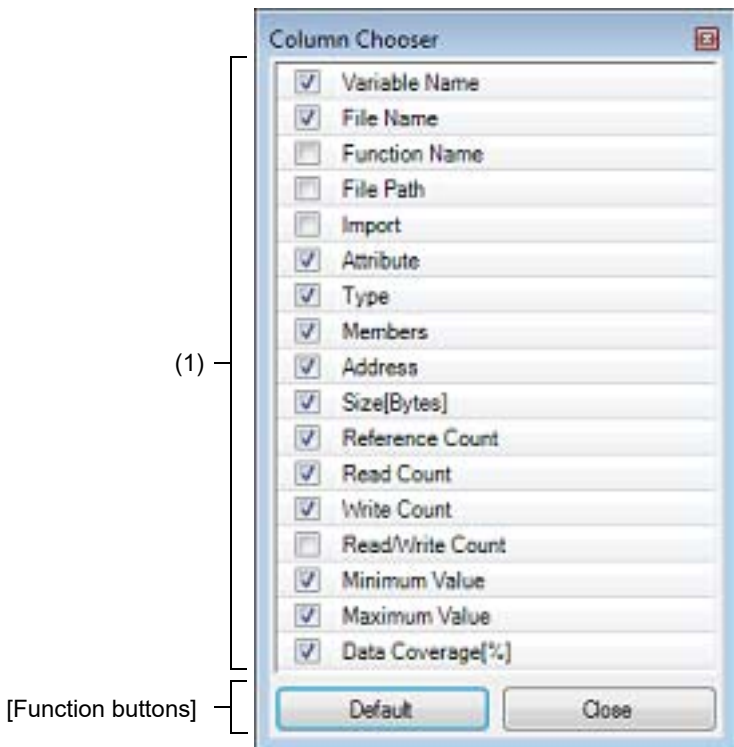 Column Chooser
Variable Name
File Name
Function Name
File Path
Import
Attribute
Type
Members
(1)
Address
Size[Bytes]
Reference Count
Read Count
Write Count
Read/Write Count
Minimum Value
Maximum Value
Data Coverage[%]
[Function buttons] Default Close